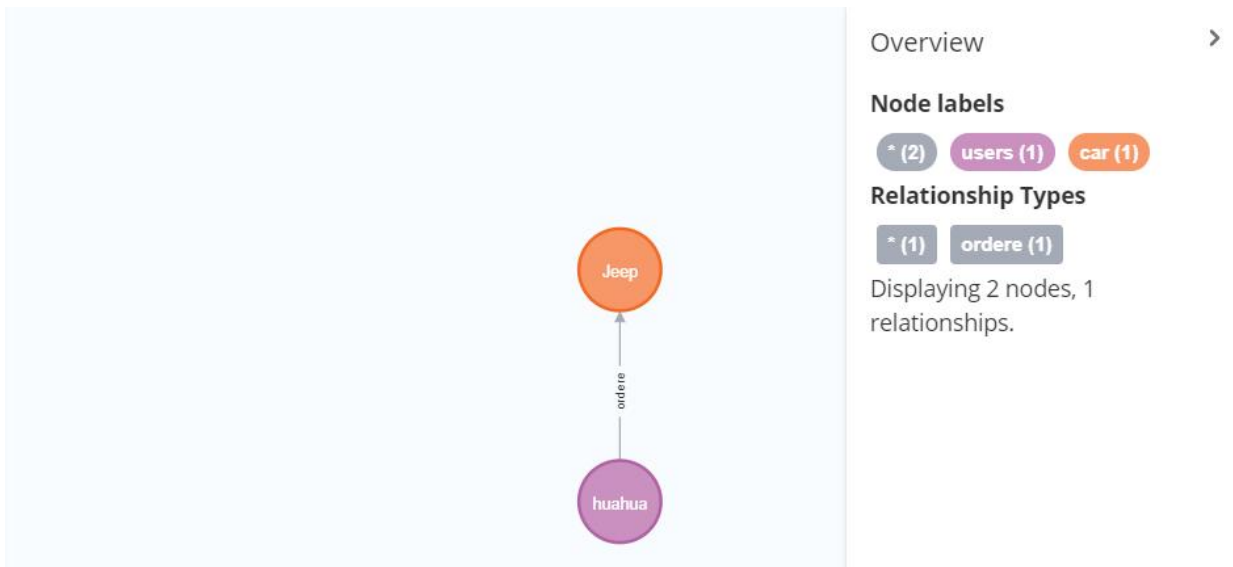 Overview
Node labels
* (2) users (1) car (1)
Relationship Types
* (1) ordere (1)
Displaying 2 nodes, 1
relationships.
Jeep
ordere
huahua